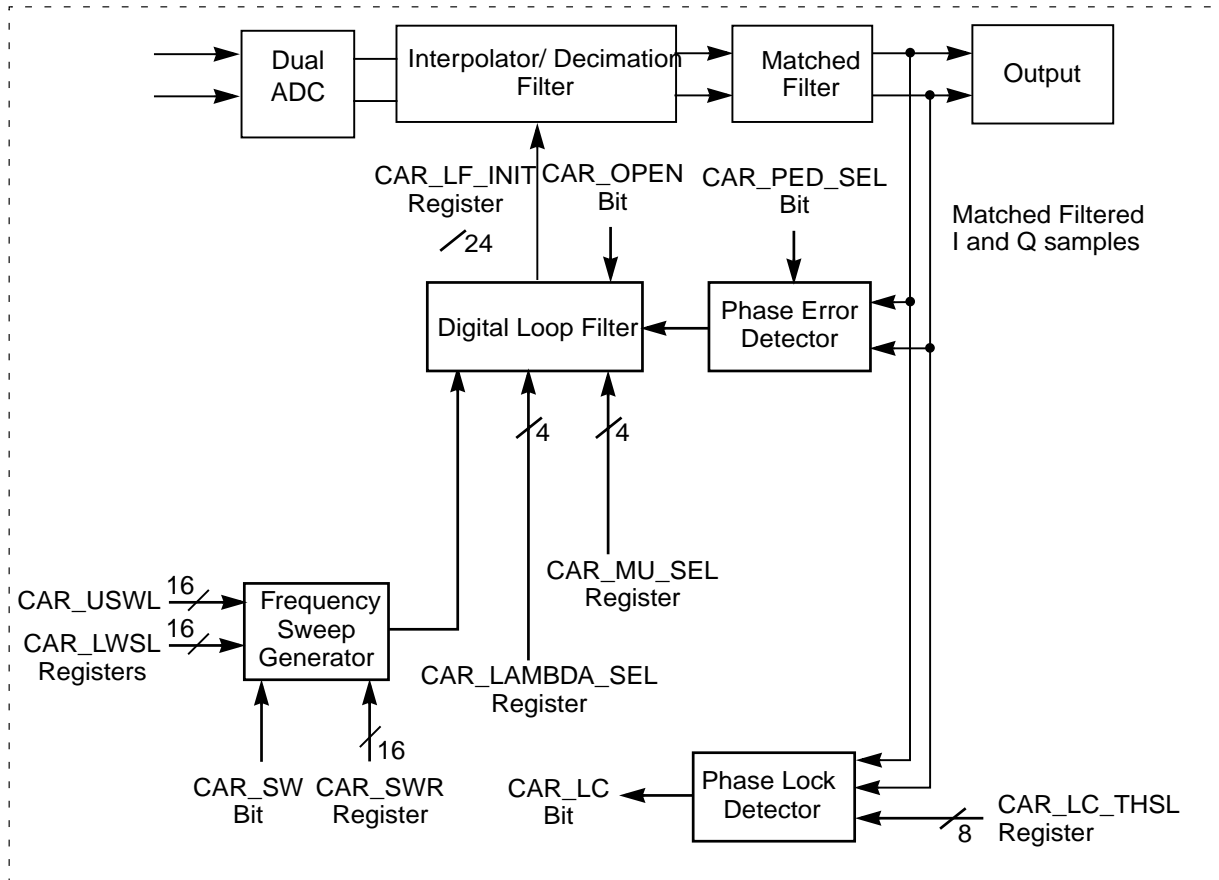 Dual
ADC
Interpolator/ Decimation
Filter
Matched
Filter
Output
CAR_LF_INIT
Register
24
CAR_OPEN
Bit
CAR_PED_SEL
Bit
Matched Filtered
I and Q samples
Digital Loop Filter
Phase Error
Detector
4
4
CAR_MU_SEL
Register
CAR_USWL
16
CAR_LWSL
Registers
16
Frequency
Sweep
Generator
CAR_LAMBDA_SEL
Register
16
CAR_SW
Bit
CAR_SWR
Register
CAR_LC
Bit
Phase Lock
Detector
8
CAR_LC_THSL
Register